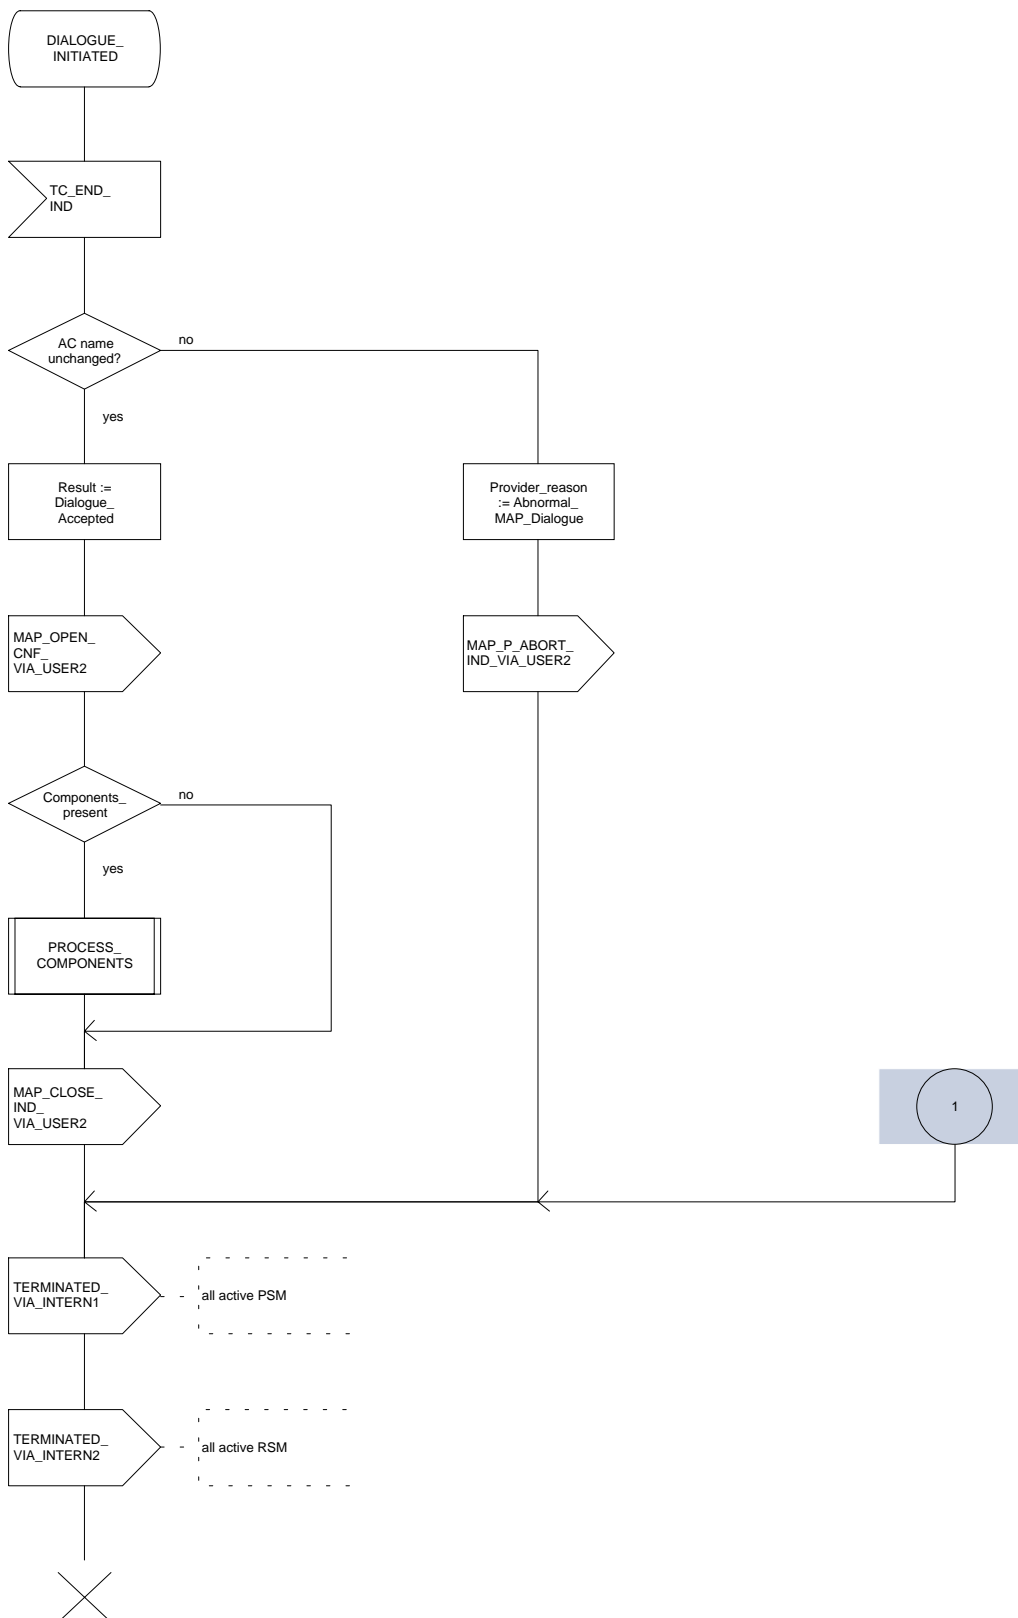 DIALOGUE_
INITIATED
TC_END_
IND
AC name
unchanged?
no
yes
Result :=
Dialogue_
Accepted
Provider_reason
:= Abnormal_
MAP_Dialogue
MAP_OPEN_
CNF_
VIA_USER2
MAP_P_ABORT_
IND_VIA_USER2
Components_
present
no
yes
PROCESS_
COMPONENTS
MAP_CLOSE_
IND_
VIA_USER2
1
TERMINATED_
VIA_INTERN1
all active PSM
TERMINATED_
VIA_INTERN2
all active RSM